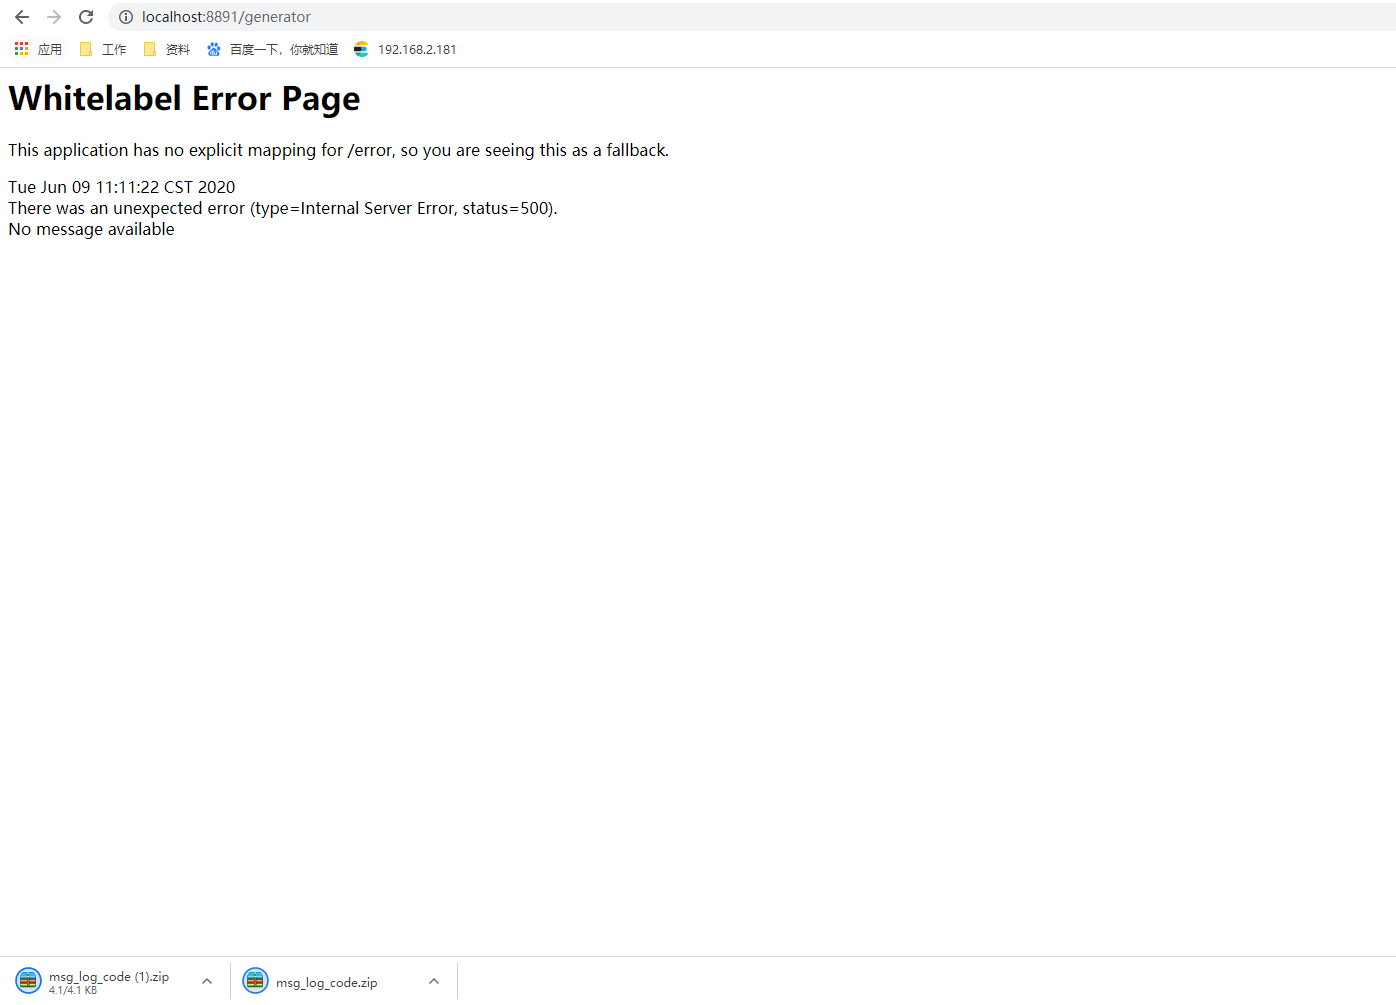 localhost:8891/generator
应用 工作 资料 百度一下，你就知道 192.168.2.181
Whitelabel Error Page
This application has no explicit mapping for /error, so you are seeing this as a fallback.
Tue Jun 09 11:11:22 CST 2020
There was an unexpected error (type=Internal Server Error, status=500).
No message available
msg_log_code (1).zip
4.1/4.1 KB
msg_log_code.zip